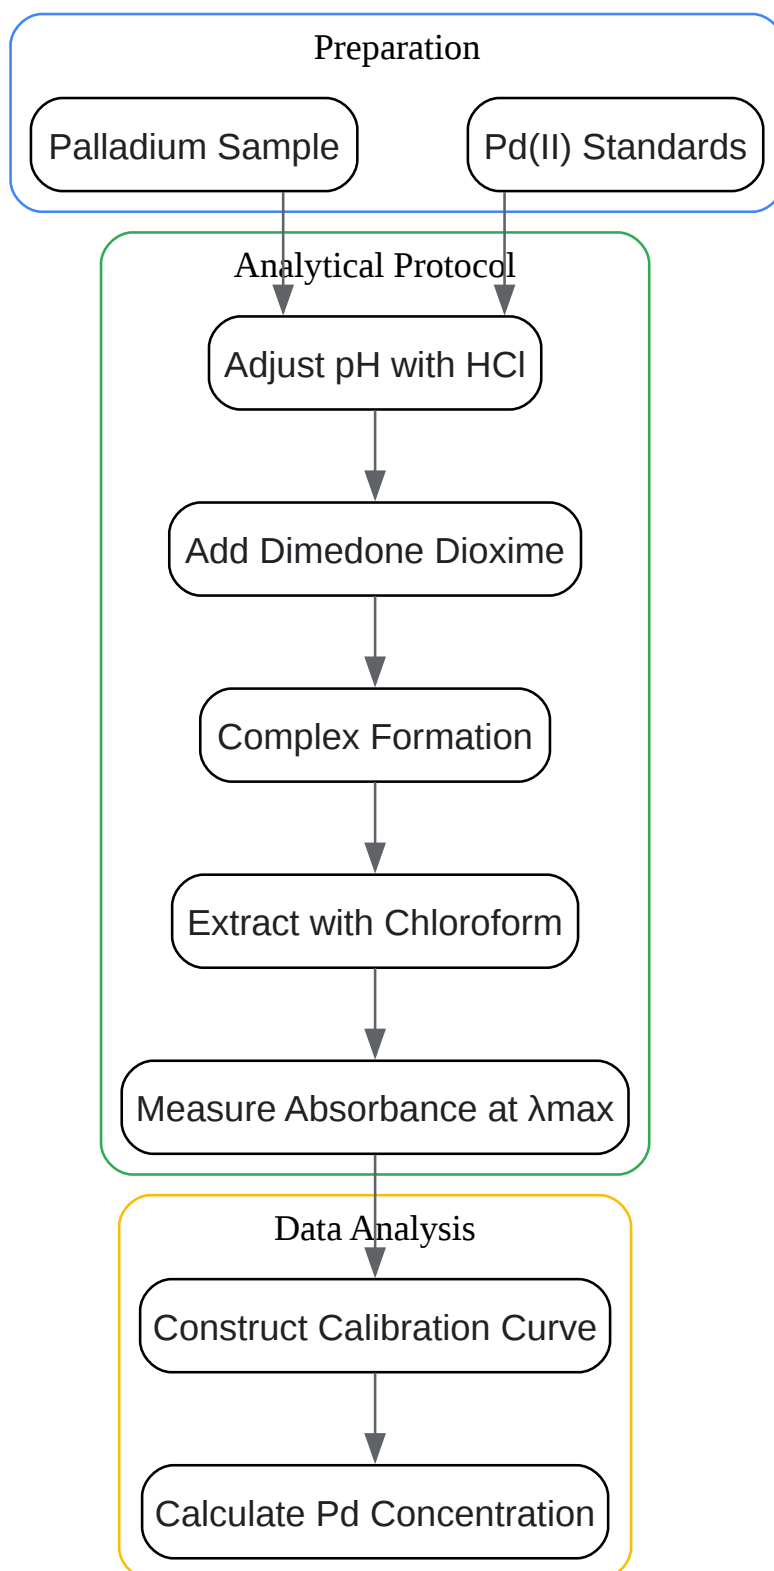 Preparation
Palladium Sample
Pd(II) Standards
Analytical Protocol
Adjust pH with HCl
Add Dimedone Dioxime
Complex Formation
Extract with Chloroform
Measure Absorbance at λmax
Data Analysis
Construct Calibration Curve
Calculate Pd Concentration